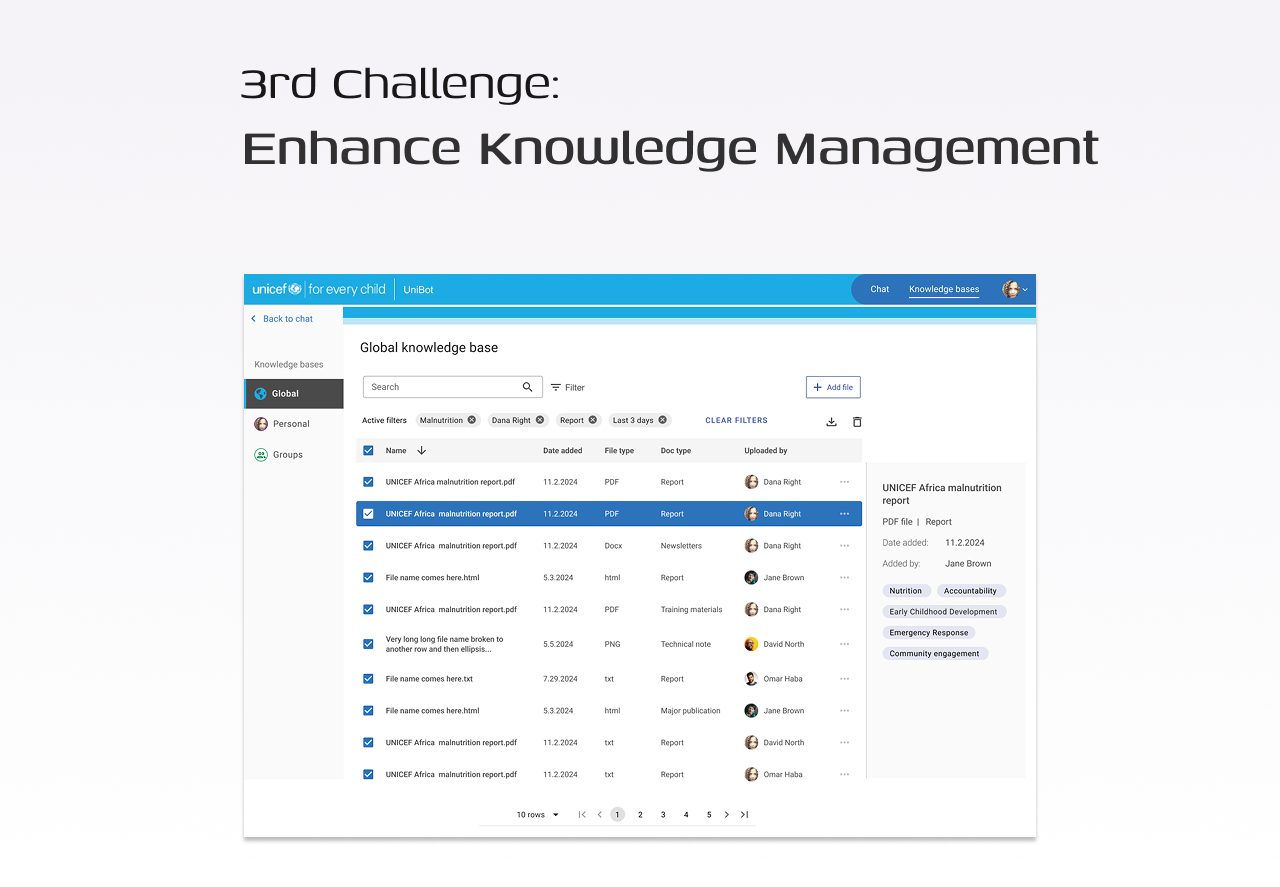 3rd Challenge:
Enhance Knowledge Management
unicef | for every child UniBot Chat Knowledge bases
Back to chat
Global knowledge base
Knowledge bases
Global
Personal
Groups
Search Filter Add file
Active filters Malnutrition Dana Right Report Last 3 days CLEAR FILTERS
Name Date added File type Doc type Uploaded by
UNICEF Africa malnutrition report.pdf 11.2.2024 PDF Report Dana Right ...
UNICEF Africa malnutrition report.pdf 11.2.2024 PDF Report Dana Right ...
UNICEF Africa malnutrition report.pdf 11.2.2024 Docx Newsletters Dana Right ...
File name comes here.html 5.3.2024 html Report Jane Brown ...
UNICEF Africa malnutrition report.pdf 11.2.2024 PDF Training materials Dana Right ...
Very long long file name broken to
another row and then ellipsis... 5.5.2024 PNG Technical note David North ...
File name comes here.txt 7.29.2024 txt Report Omar Haba ...
File name comes here.html 5.3.2024 html Major publication Jane Brown ...
UNICEF Africa malnutrition report.pdf 11.2.2024 txt Report David North ...
UNICEF Africa malnutrition report.pdf 11.2.2024 txt Report Omar Haba ...
UNICEF Africa malnutrition
report
PDF file | Report
Date added: 11.2.2024
Added by: Jane Brown
Nutrition Accountability
Early Childhood Development
Emergency Response
Community engagement
10 rows 1 2 3 4 5